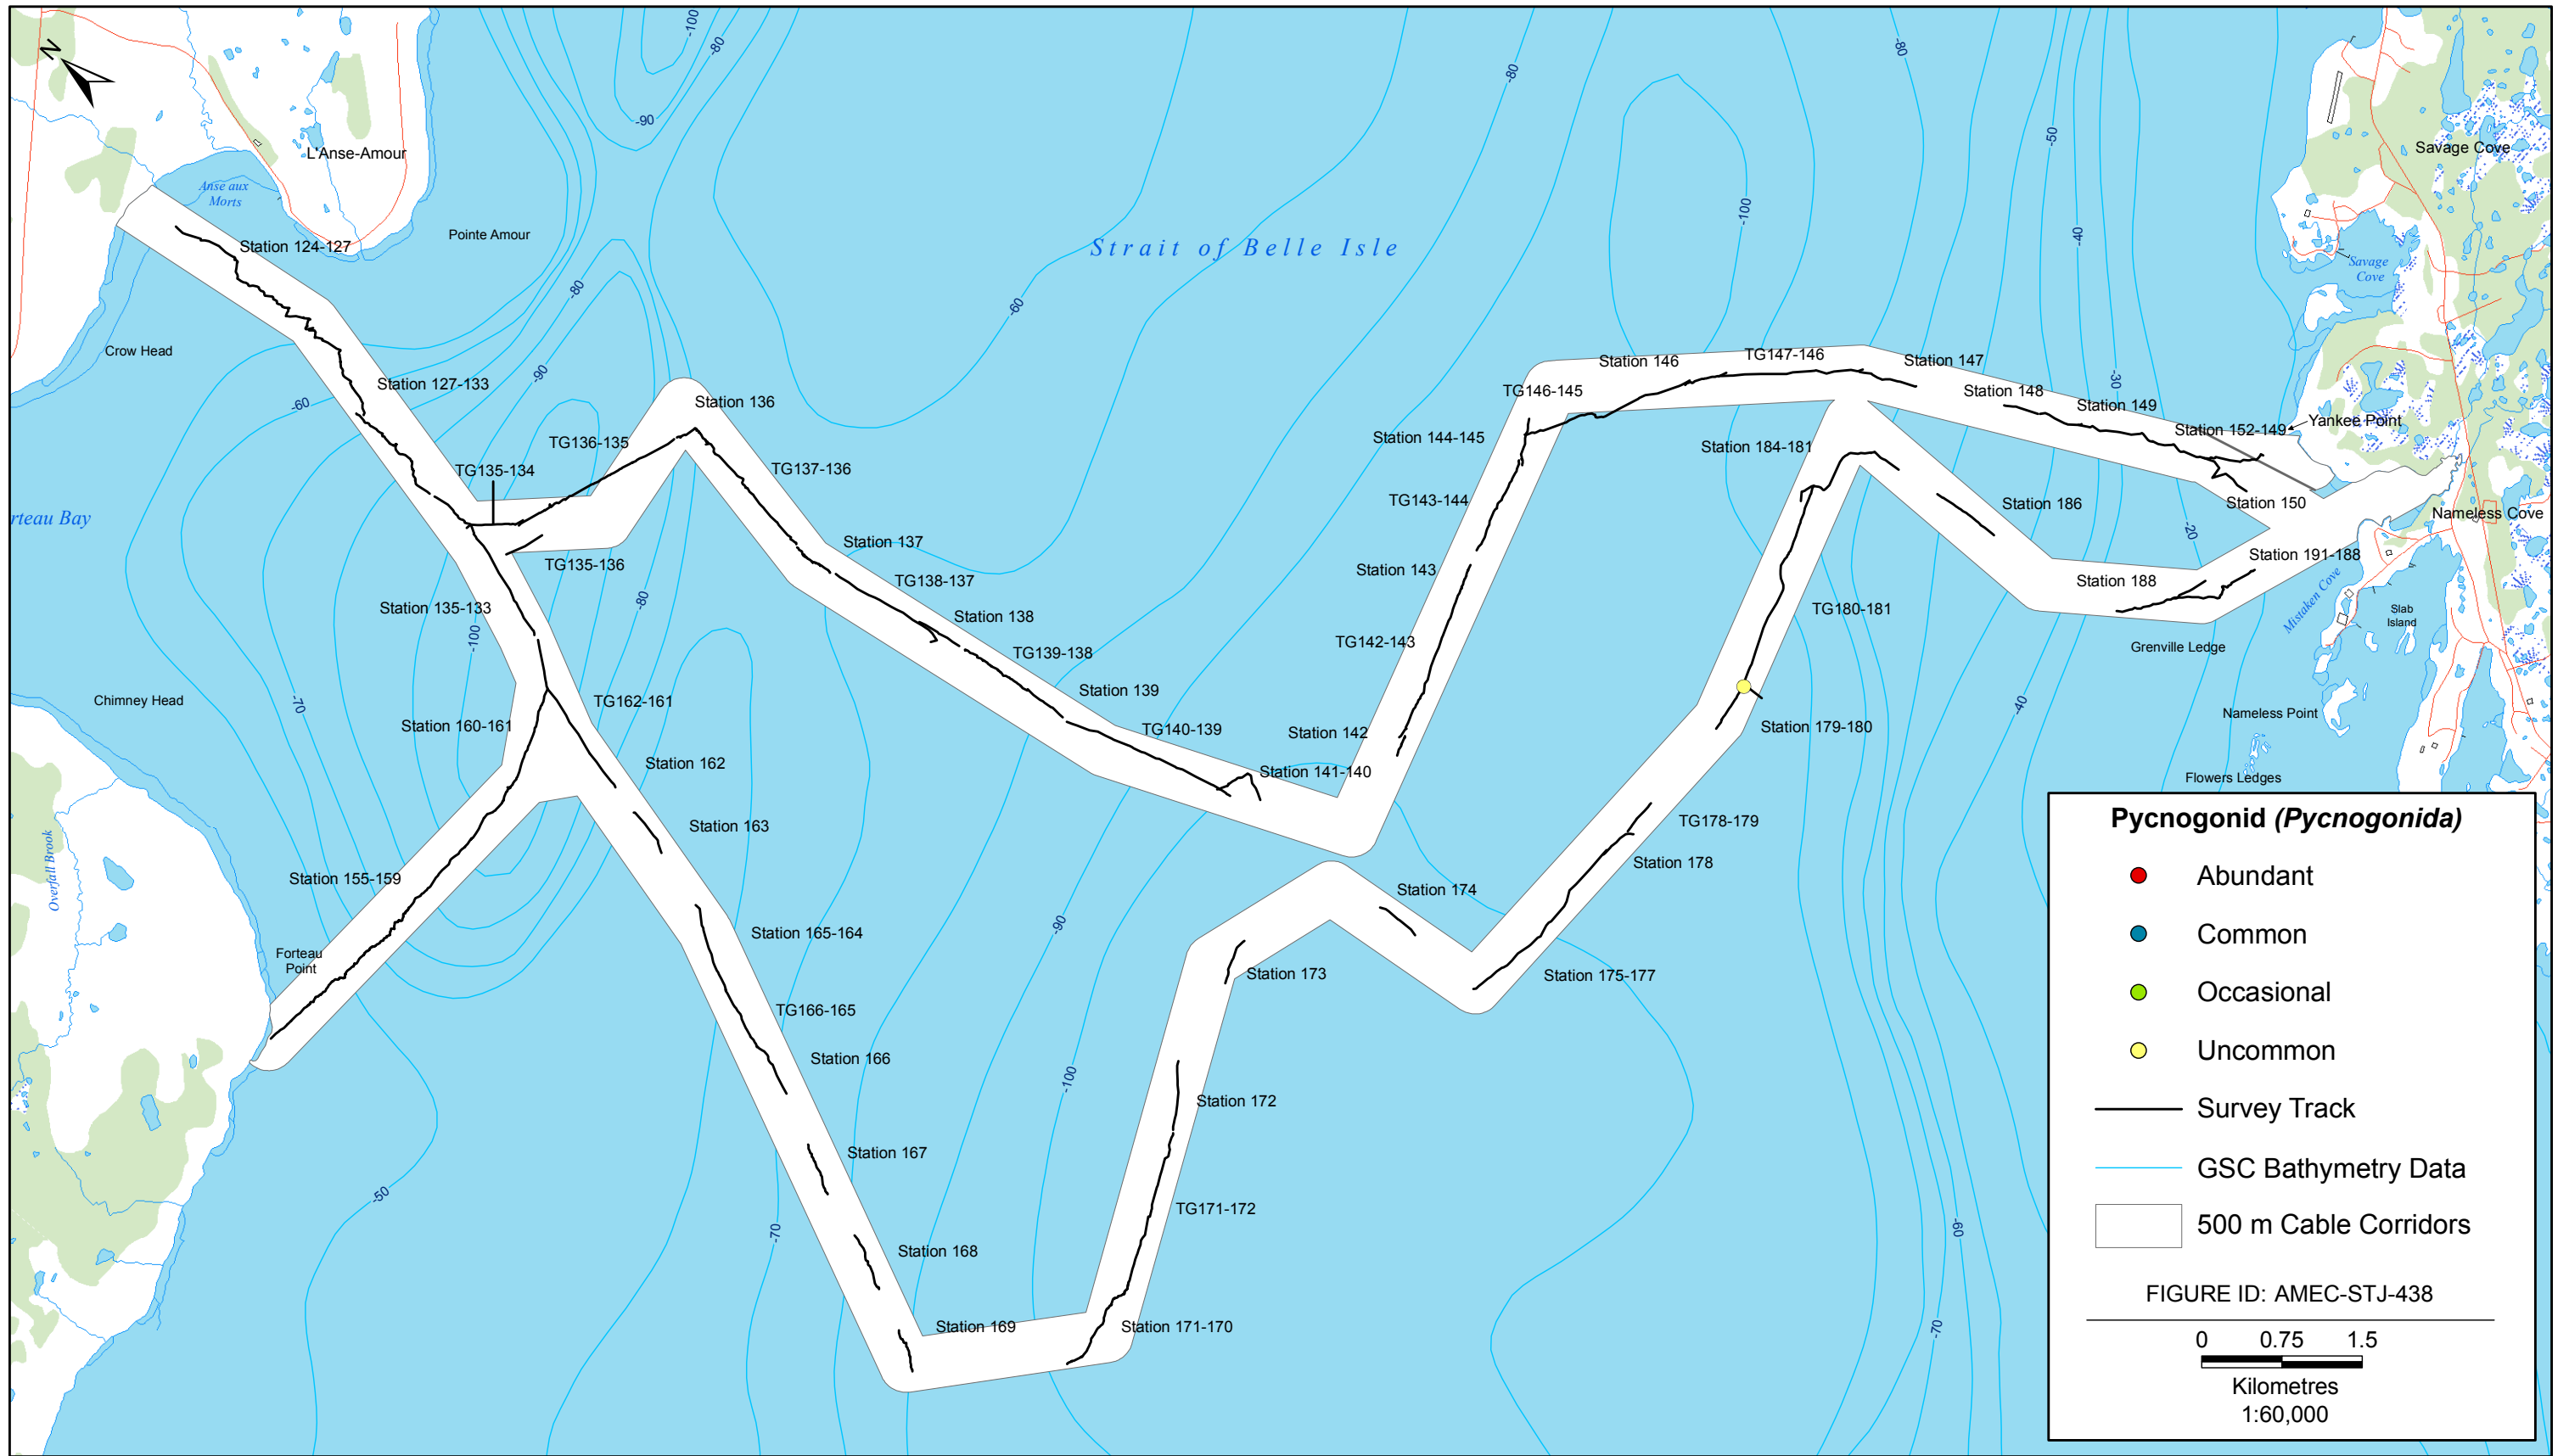 N
-100
-80
-80
-80
L'Anse-Amour
Savage Cove
-90
-50
Anse aux
Morts
-100
Pointe Amour
-40
Station 124-127
Strait of Belle Isle
Savage
Cove
-80
-60
Crow Head
Station 146
TG147-146
Station 147
-90
Station 127-133
-30
TG146-145
Station 148
-60
Station 136
Station 149
Yankee Point
Station 152-149
TG136-135
Station 144-145
Station 184-181
TG135-134
TG137-136
TG143-144
Station 150
Station 186
rteau Bay
Nameless Cove
-20
Station 137
Station 191-188
TG135-136
Station 143
TG138-137
Station 188
-80
Mistaken Cove
Station 135-133
TG180-181
Slab
Island
Station 138
-100
TG142-143
Grenville Ledge
TG139-138
Station 139
Chimney Head
TG162-161
-70
-40
Nameless Point
Station 160-161
TG140-139
Station 142
Station 179-180
Station 162
Station 141-140
Flowers Ledges
Pycnogonid (Pycnogonida)
Station 163
TG178-179
Station 178
Overfall Brook
Station 155-159
Abundant
Station 174
Station 165-164
-90
Common
Forteau
Point
Station 173
Station 175-177
Occasional
TG166-165
Station 166
Uncommon
-100
Station 172
Survey Track
Station 167
GSC Bathymetry Data
-50
TG171-172
500 m Cable Corridors
-70
-60
Station 168
FIGURE ID: AMEC-STJ-438
Station 169
Station 171-170
-70
0 0.75 1.5
Kilometres
1:60,000